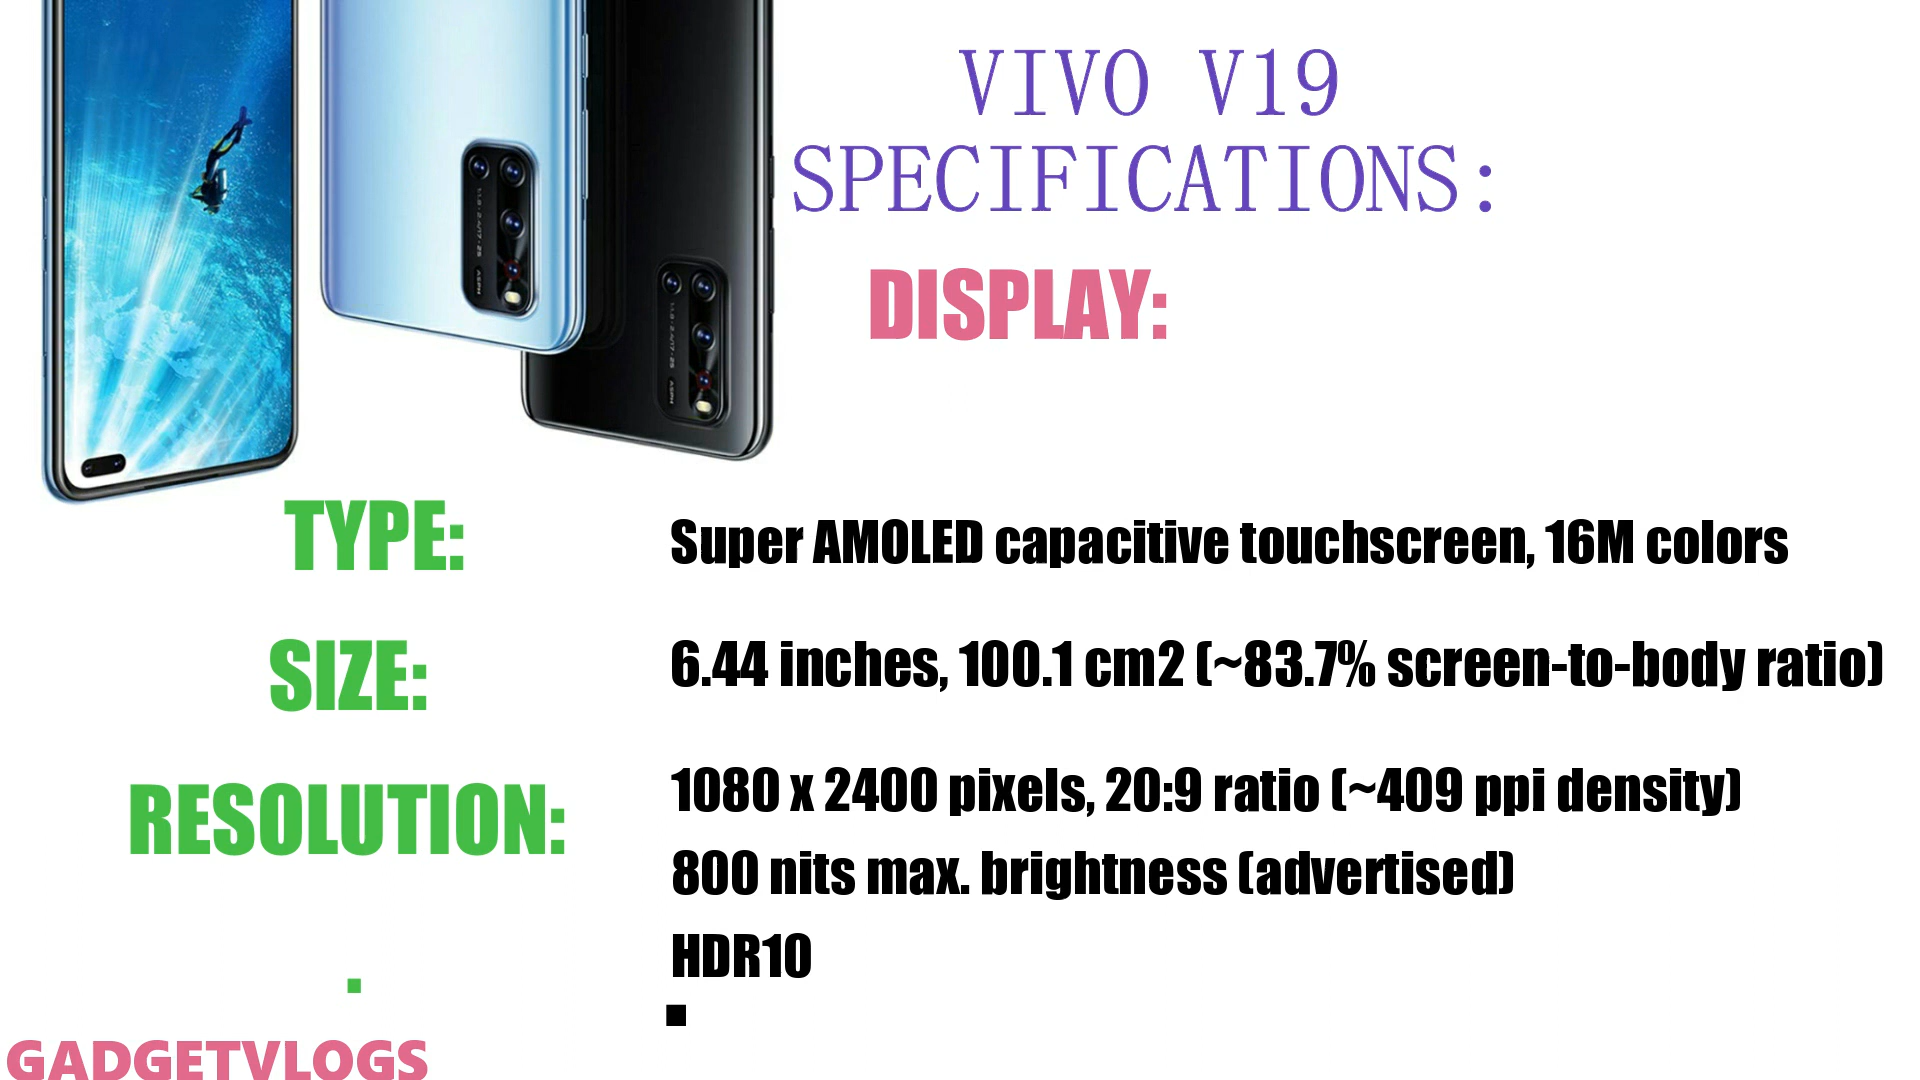 VIVO V19
SPECIFICATIONS:
DISPLAY:
TYPE:
Super AMOLED capacitive touchscreen, 16M colors
SIZE:
6.44 inches, 100.1 cm2 (~83.7% screen-to-body ratio)
RESOLUTION:
1080 x 2400 pixels, 20:9 ratio (~409 ppi density)
800 nits max. brightness (advertised)
HDR10
.
.
GADGETVLOGS